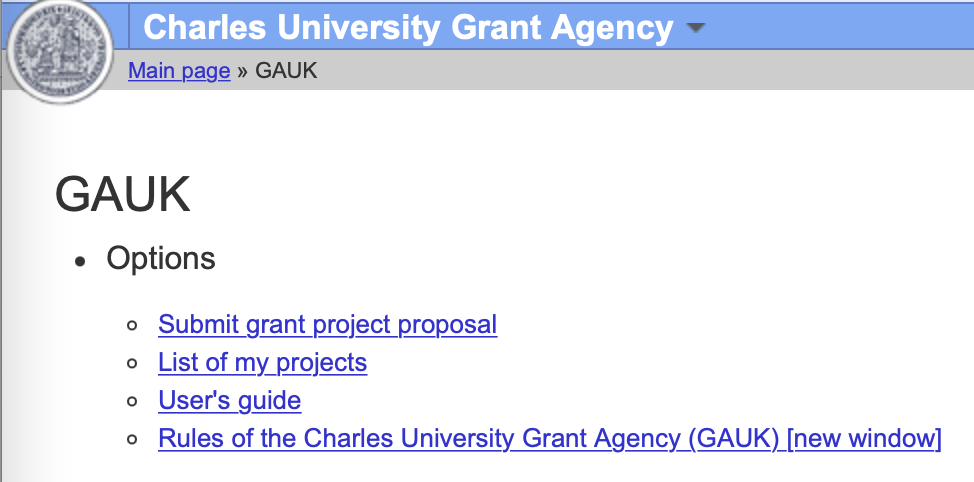 Charles University Grant Agency
Main page » GAUK
GAUK
Options
Submit grant project proposal
List of my projects
User's guide
Rules of the Charles University Grant Agency (GAUK) [new window]